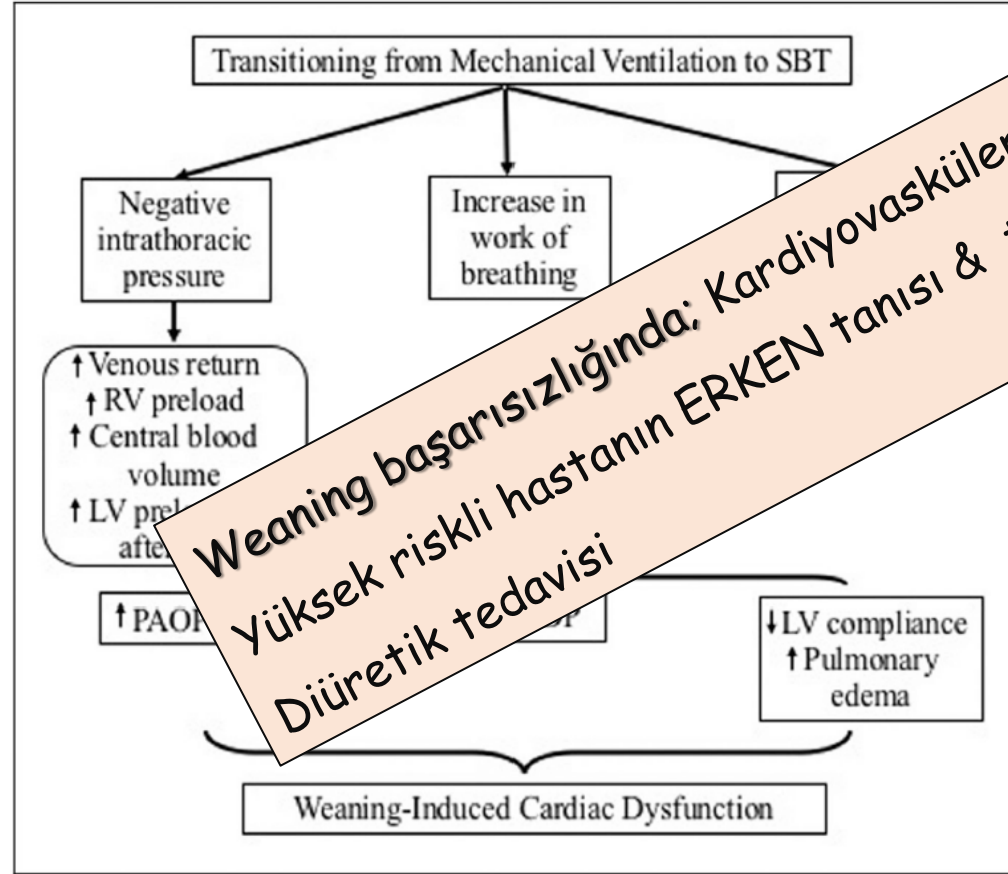 Transitioning from Mechanical Ventilation to SBT
Negative
intrathoracic
pressure
Increase in
work of
breathing
↑ Venous return
↑ RV preload
↑ Central blood
volume
↑ LV
Weaning başarısızlığında; Kardiyovasküler
Yüksek riskli hastanın ERKEN tanısı &
Diüretik tedavisi
↓ LV compliance
↑ Pulmonary
edema
Weaning-Induced Cardiac Dysfunction